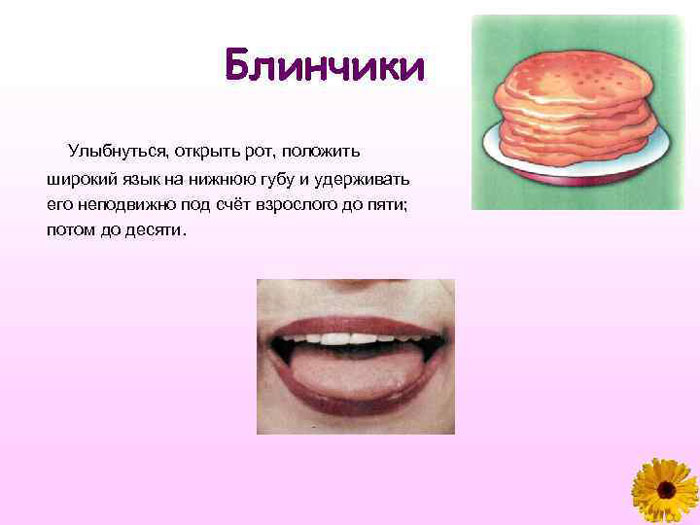 Блинчики
Улыбнуться, открыть рот, положить
широкий язык на нижнюю губу и удерживать
его неподвижно под счёт взрослого до пяти;
потом до десяти.